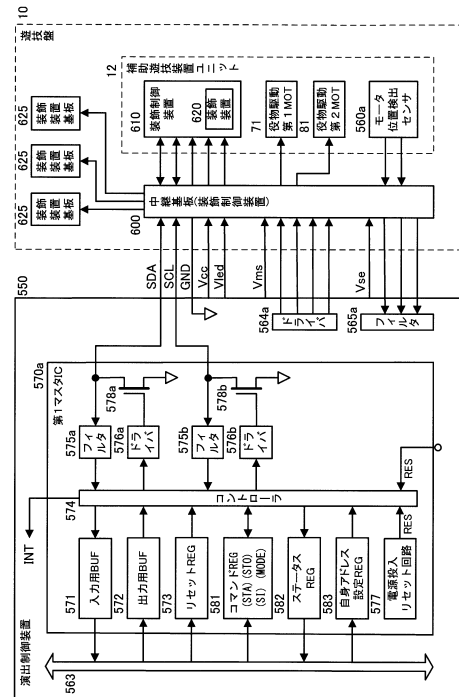 10
遊技盤
12
補助遊技装置ユニット
625
装飾装置
基板
625
装飾装置
基板
625
装飾装置
基板
610
装飾制御
装置
620
装飾
装置
71
役物駆動
第1MOT
81
役物駆動
第2MOT
560a
モータ
位置検出
センサ
600
中継基板(装飾制御装置)
550
SDA
SCL
GND
Vcc
Vled
Vms
Vse
564a
ドライバ
565a
フィルタ
570a
第1マスタIC
575a
フィルタ
576a
ドライバ
578a
575b
フィルタ
576b
ドライバ
578b
574
コントローラ
INT
RES
RES
571
入力用BUF
572
出力用BUF
573
リセットREG
581
コマンドREG
(STA)(STO)
(SI) (MODE)
582
ステータス
REG
583
自身アドレス
設定REG
577
電源投入
リセット回路
演出制御装置
563